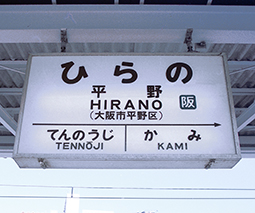 ひらの
平野
HIRANO 阪
(大阪市平野区)
てんのうじ かみ
TENNŌJI KAMI